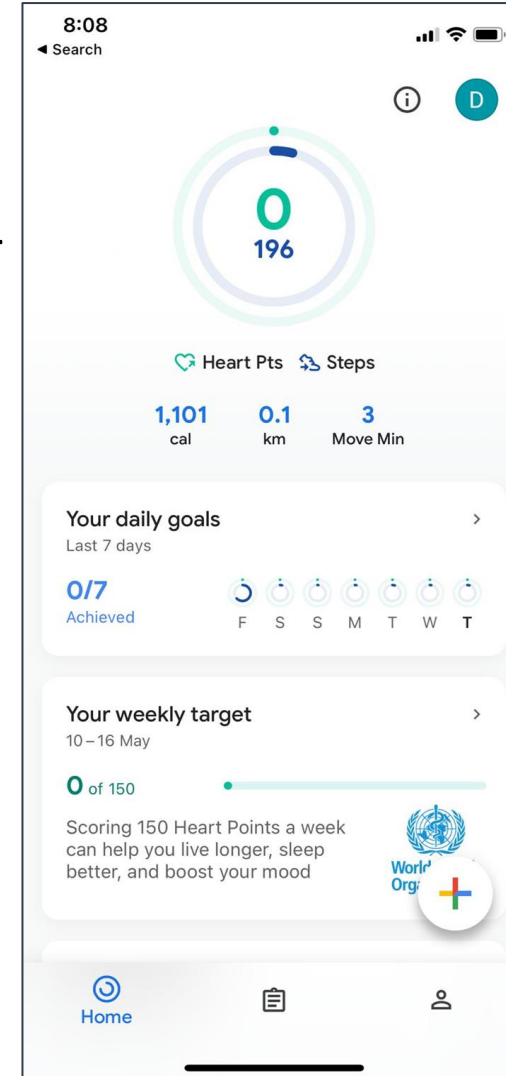 8:08
◀ Search
D
0
196
Heart Pts Steps
1,101 0.1 3
cal km Move Min
Your daily goals
Last 7 days
0/7
Achieved
F S S M T W T
Your weekly target
10 – 16 May
0 of 150
Scoring 150 Heart Points a week
can help you live longer, sleep
better, and boost your mood
Home